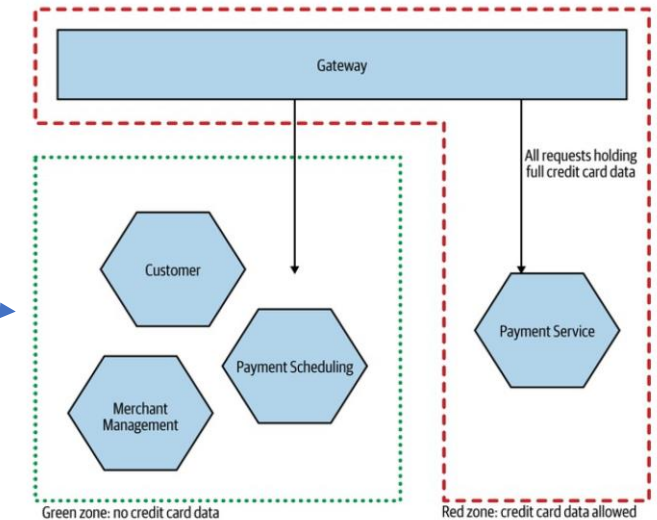 Gateway
All requests holding
full credit card data
Customer
Payment Scheduling
Payment Service
Merchant
Management
Green zone: no credit card data
Red zone: credit card data allowed